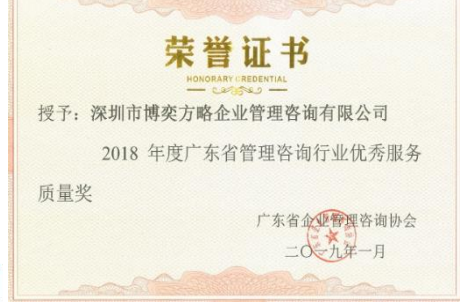 荣誉证书
HONORARY CREDENTIAL
授予：深圳市博奕方略企业管理咨询有限公司
2018 年度广东省管理咨询行业优秀服务
质量奖
广东省企业管理咨询协会
二〇一九年一月